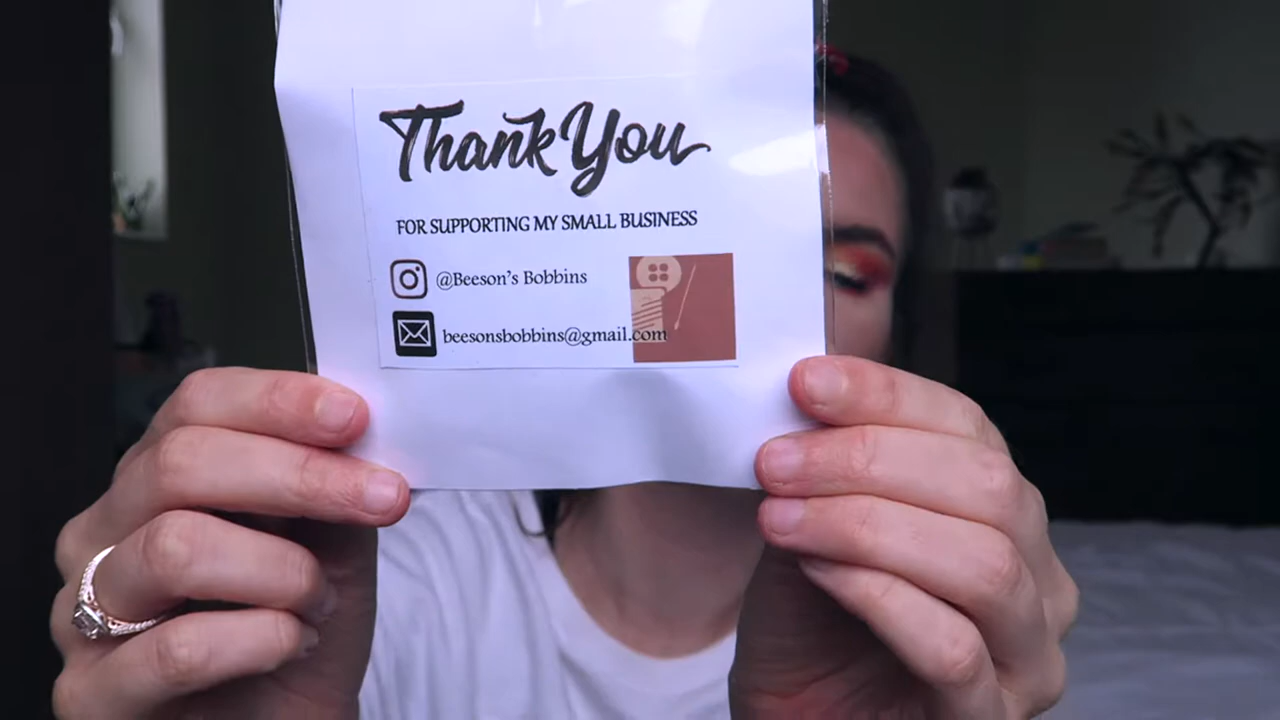 Thank You
FOR SUPPORTING MY SMALL BUSINESS
@Beeson's Bobbins
beesonsbobbins@gmail.com